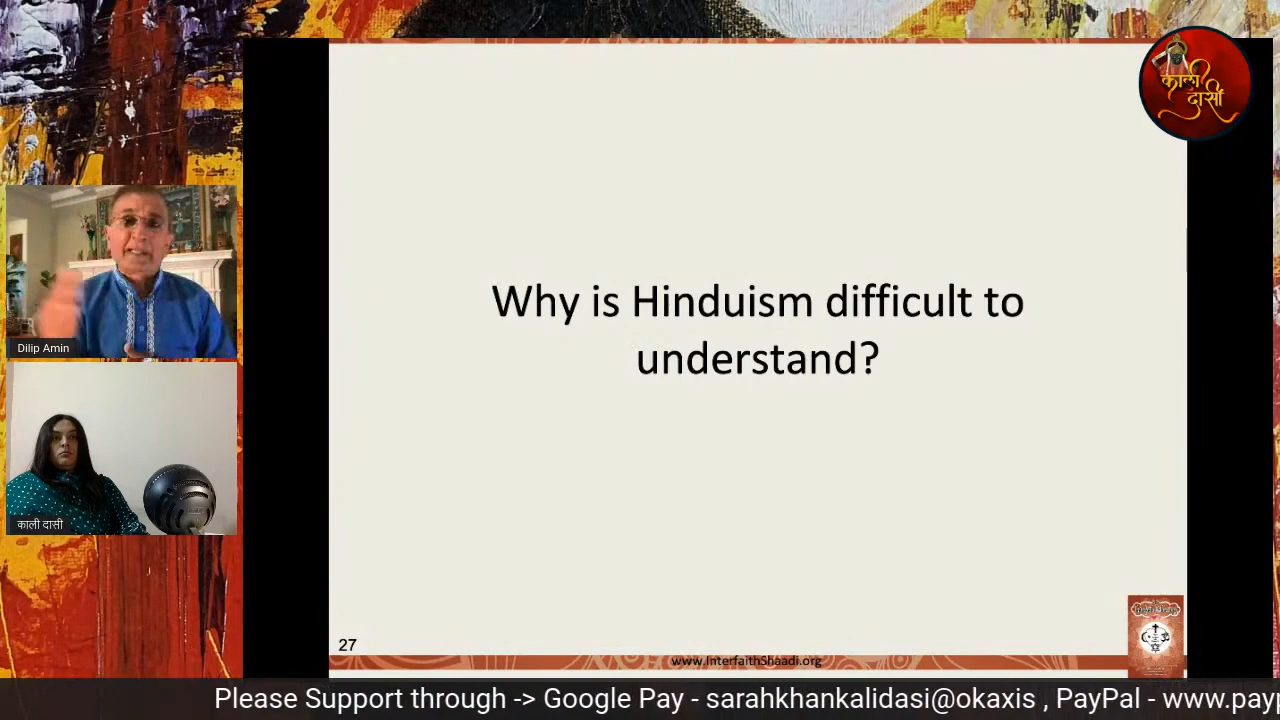 काली
दासी
Why is Hinduism difficult to
understand?
Dilip Amin
काली दासी
27
www.InterfaithShaadi.org
Please Support through -> Google Pay - sarahkhankalidasi@okaxis , PayPal - www.payp